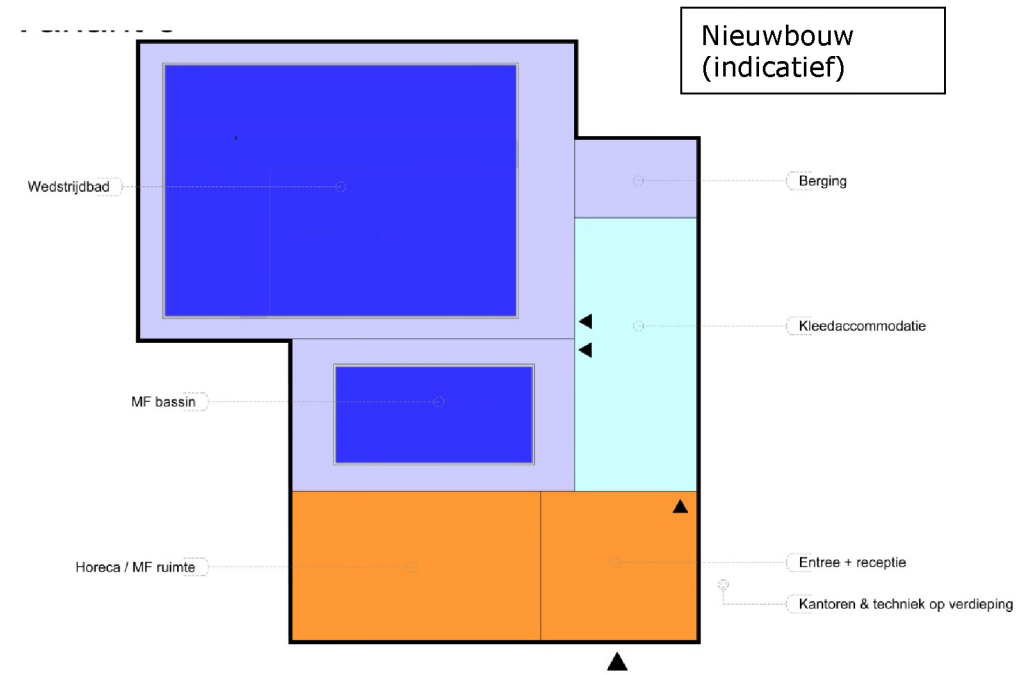 Nieuwbouw
(indicatief)
Wedstrijdbad
Berging
Kleedaccommodatie
MF bassin
Horeca / MF ruimte
Entree + receptie
Kantoren & techniek op verdieping